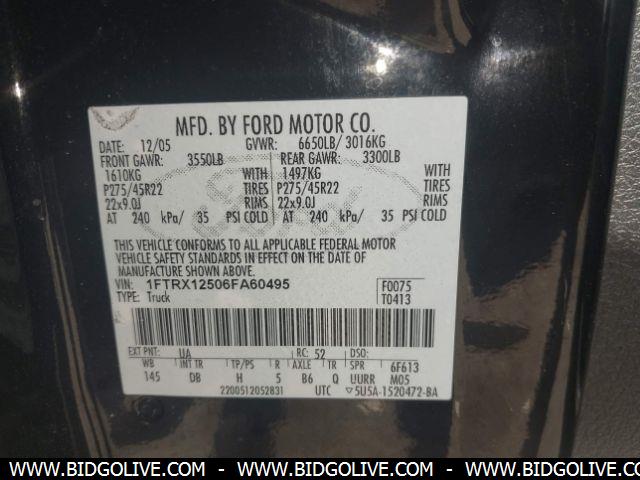 MFD. BY FORD MOTOR CO.
DATE: 12/05 GVWR: 6650LB/ 3016KG
FRONT GAWR: 3550LB REAR GAWR: 3300LB
1610KG WITH 1497KG WITH
P275/45R22 TIRES P275/45R22 TIRES
22x9.0J RIMS 22x9.0J RIMS
AT 240 kPa/ 35 PSI COLD AT 240 kPa/ 35 PSI COLD
THIS VEHICLE CONFORMS TO ALL APPLICABLE FEDERAL MOTOR
VEHICLE SAFETY STANDARDS IN EFFECT ON THE DATE OF
MANUFACTURE SHOWN ABOVE.
VIN: 1FTRX12506FA60495 F0075
TYPE: Truck T0413
EXT PNT: UA RC: 52 DSO:
WB INT TR TP/PS R AXLE TR SPR 6F613
145 DB H 5 B6 Q UURR M05
2200512052831 UTC ▽5U5A-1520472-BA
WWW.BIDGOLIVE.COM - WWW.BIDGOLIVE.COM - WWW.BIDGOLIVE.COM